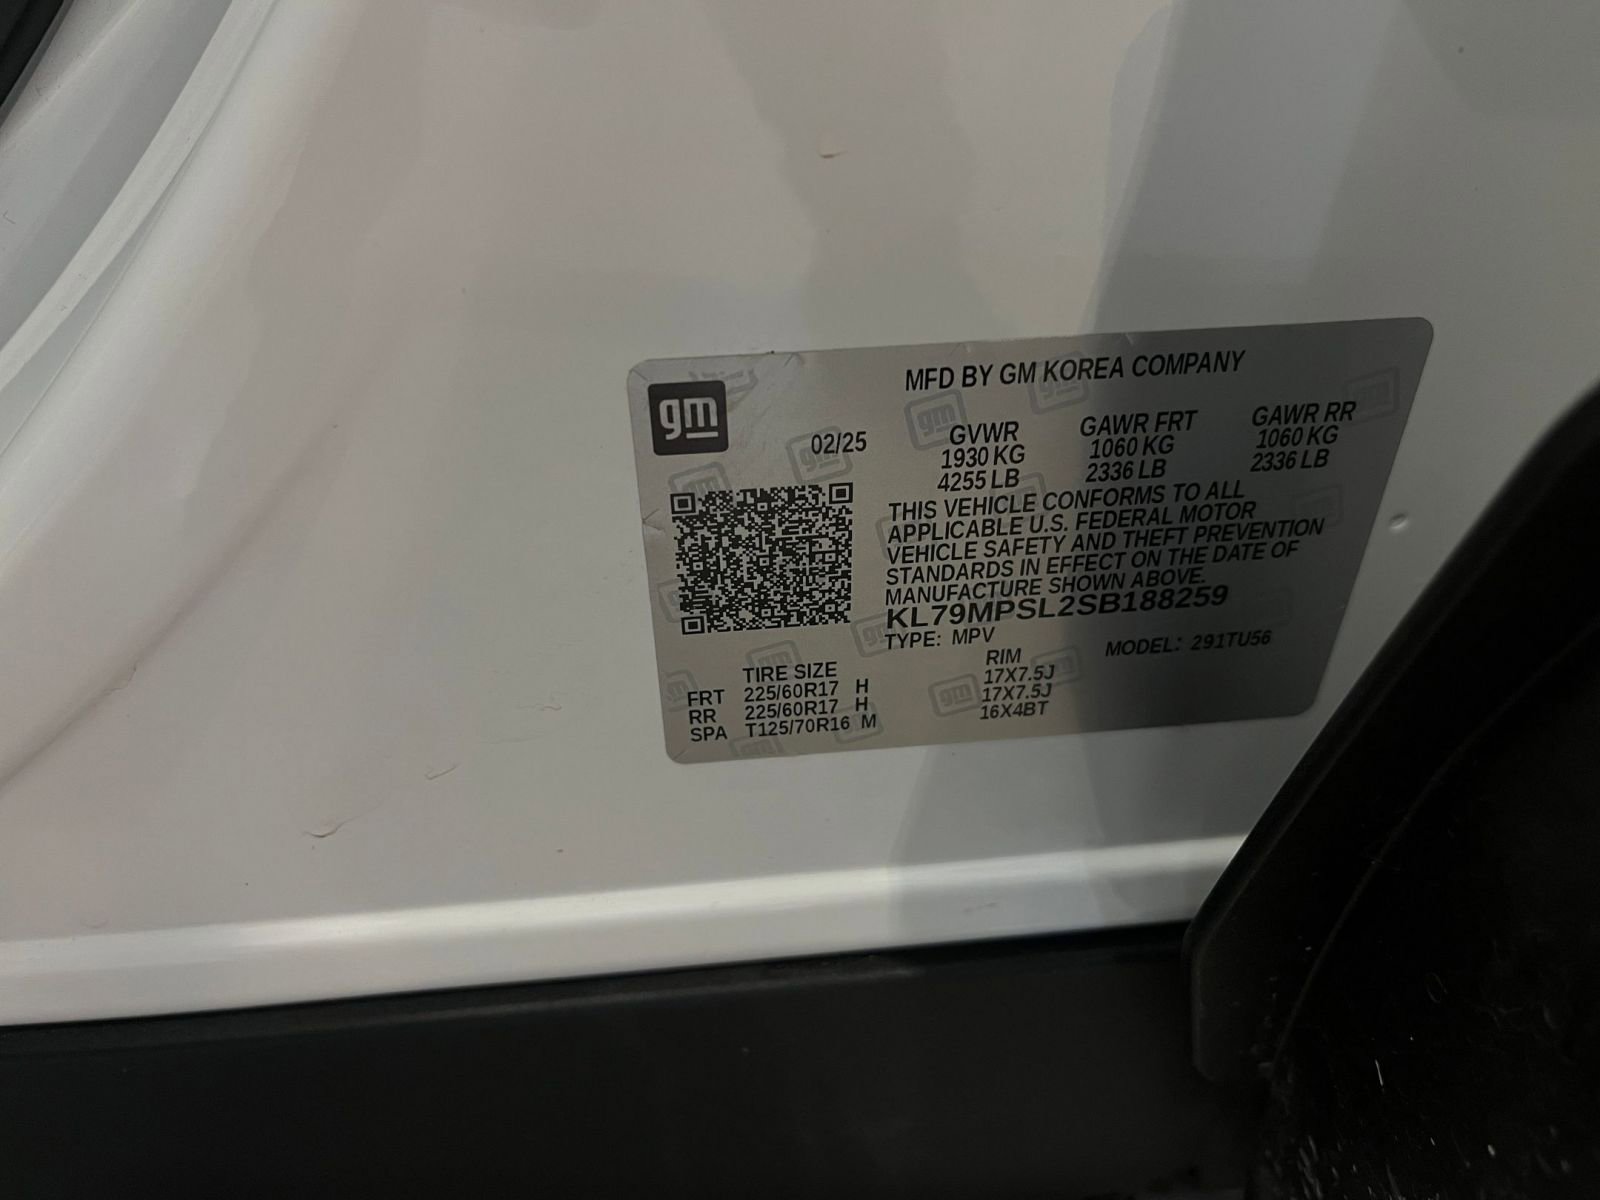 MFD BY GM KOREA COMPANY
gm
02/25
GVWR GAWR FRT GAWR RR
1930 KG 1060 KG 1060 KG
4255 LB 2336 LB 2336 LB
THIS VEHICLE CONFORMS TO ALL
APPLICABLE U.S. FEDERAL MOTOR
VEHICLE SAFETY AND THEFT PREVENTION
STANDARDS IN EFFECT ON THE DATE OF
MANUFACTURE SHOWN ABOVE.
KL79MPSL2SB188259
TYPE: MPV MODEL: 291TU56
TIRE SIZE RIM
FRT 225/60R17 H 17X7.5J
RR 225/60R17 H 17X7.5J
SPA T125/70R16 M 16X4BT